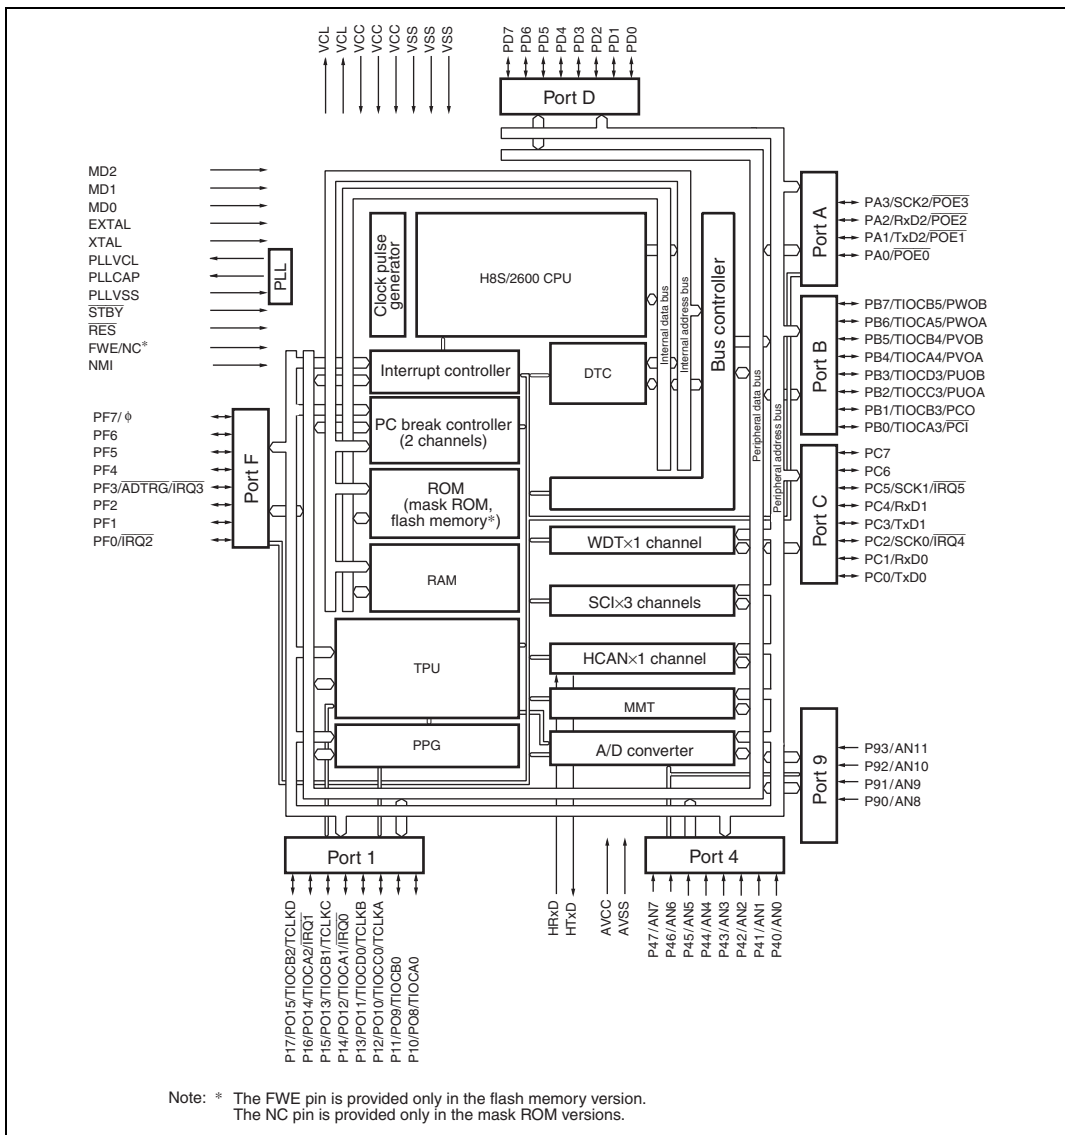 VCL
VCL
VCC
VCC
VCC
VSS
VSS
VSS
PD7
PD6
PD5
PD4
PD3
PD2
PD1
PD0
Port D
MD2
MD1
MD0
EXTAL
XTAL
PLLVCL
PLLCAP
PLLVSS
STBY
RES
FWE/NC*
NMI
PLL
Clock pulse
generator
H8S/2600 CPU
Internal data bus
Internal address bus
Bus controller
Peripheral data bus
Peripheral address bus
Port A
PA3/SCK2/POE3
PA2/RxD2/POE2
PA1/TxD2/POE1
PA0/POE0
Interrupt controller
DTC
PC break controller
(2 channels)
ROM
(mask ROM,
flash memory*)
RAM
TPU
PPG
WDT×1 channel
SCI×3 channels
HCAN×1 channel
MMT
A/D converter
Port B
PB7/TIOCB5/PWOB
PB6/TIOCA5/PWOA
PB5/TIOCB4/PVOB
PB4/TIOCA4/PVOA
PB3/TIOCD3/PUOB
PB2/TIOCC3/PUOA
PB1/TIOCB3/PCO
PB0/TIOCA3/PCI
PF7/ φ
PF6
PF5
PF4
PF3/ADTRG/IRQ3
PF2
PF1
PF0/IRQ2
Port F
Port C
PC7
PC6
PC5/SCK1/IRQ5
PC4/RxD1
PC3/TxD1
PC2/SCK0/IRQ4
PC1/RxD0
PC0/TxD0
Port 9
P93/AN11
P92/AN10
P91/AN9
P90/AN8
Port 1
Port 4
P17/PO15/TIOCB2/TCLKD
P16/PO14/TIOCA2/IRQ1
P15/PO13/TIOCB1/TCLKC
P14/PO12/TIOCA1/IRQ0
P13/PO11/TIOCD0/TCLKB
P12/PO10/TIOCC0/TCLKA
P11/PO9/TIOCB0
P10/PO8/TIOCA0
HRxD
HTxD
AVCC
AVSS
P47/AN7
P46/AN6
P45/AN5
P44/AN4
P43/AN3
P42/AN2
P41/AN1
P40/AN0
Note: * The FWE pin is provided only in the flash memory version.
The NC pin is provided only in the mask ROM versions.